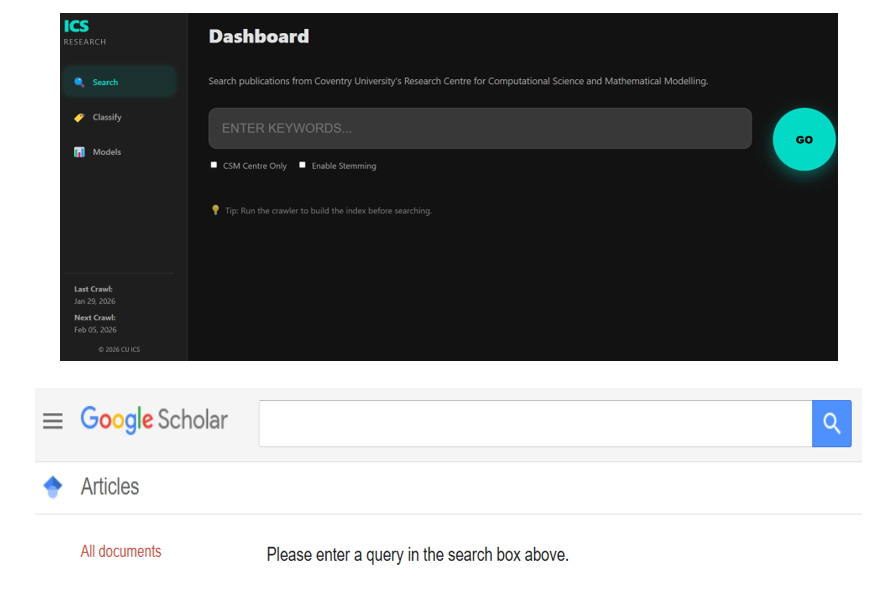 ICS
RESEARCH
Search
Classify
Models
Last Crawl:
Jan 29, 2026
Next Crawl:
Feb 05, 2026
© 2026 CU ICS
Dashboard
Search publications from Coventry University's Research Centre for Computational Science and Mathematical Modelling.
ENTER KEYWORDS...
GO
CSM Centre Only Enable Stemming
Tip: Run the crawler to build the index before searching.
Google Scholar
Articles
All documents
Please enter a query in the search box above.